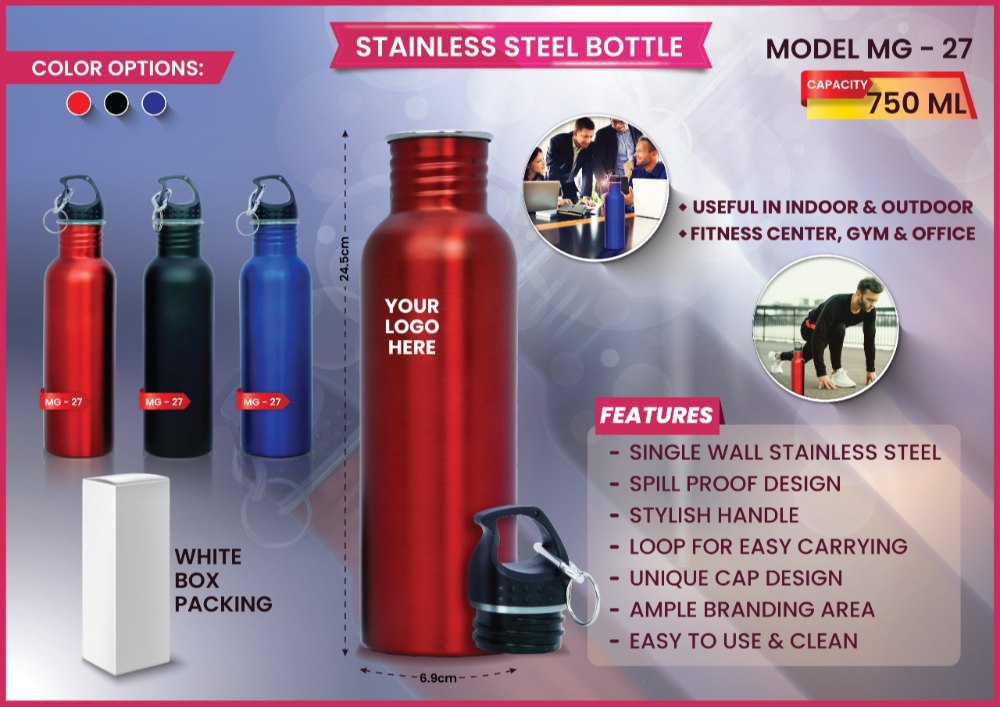 STAINLESS STEEL BOTTLE
COLOR OPTIONS:
MODEL MG - 27
CAPACITY
750 ML
24.5cm
◆ USEFUL IN INDOOR & OUTDOOR
◆ FITNESS CENTER, GYM & OFFICE
YOUR
LOGO
HERE
MG - 27
MG - 27
MG - 27
FEATURES
- SINGLE WALL STAINLESS STEEL
- SPILL PROOF DESIGN
- STYLISH HANDLE
- LOOP FOR EASY CARRYING
- UNIQUE CAP DESIGN
- AMPLE BRANDING AREA
- EASY TO USE & CLEAN
WHITE
BOX
PACKING
6.9cm